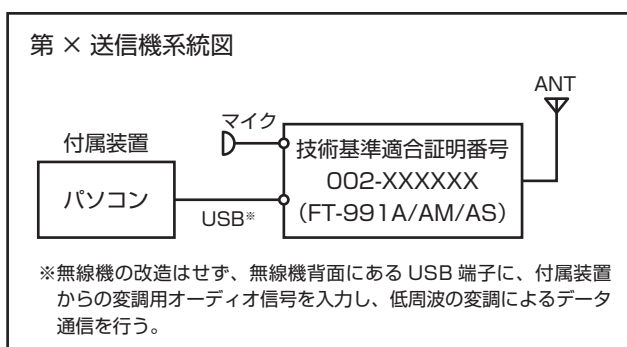 第 × 送信機系統図
ANT
マイク
付属装置
技術基準適合証明番号
パソコン
002-XXXXXX
USB※
（FT-991A/AM/AS）
※無線機の改造はせず、無線機背面にある USB 端子に、付属装置
からの変調用オーディオ信号を入力し、低周波の変調によるデータ
通信を行う。